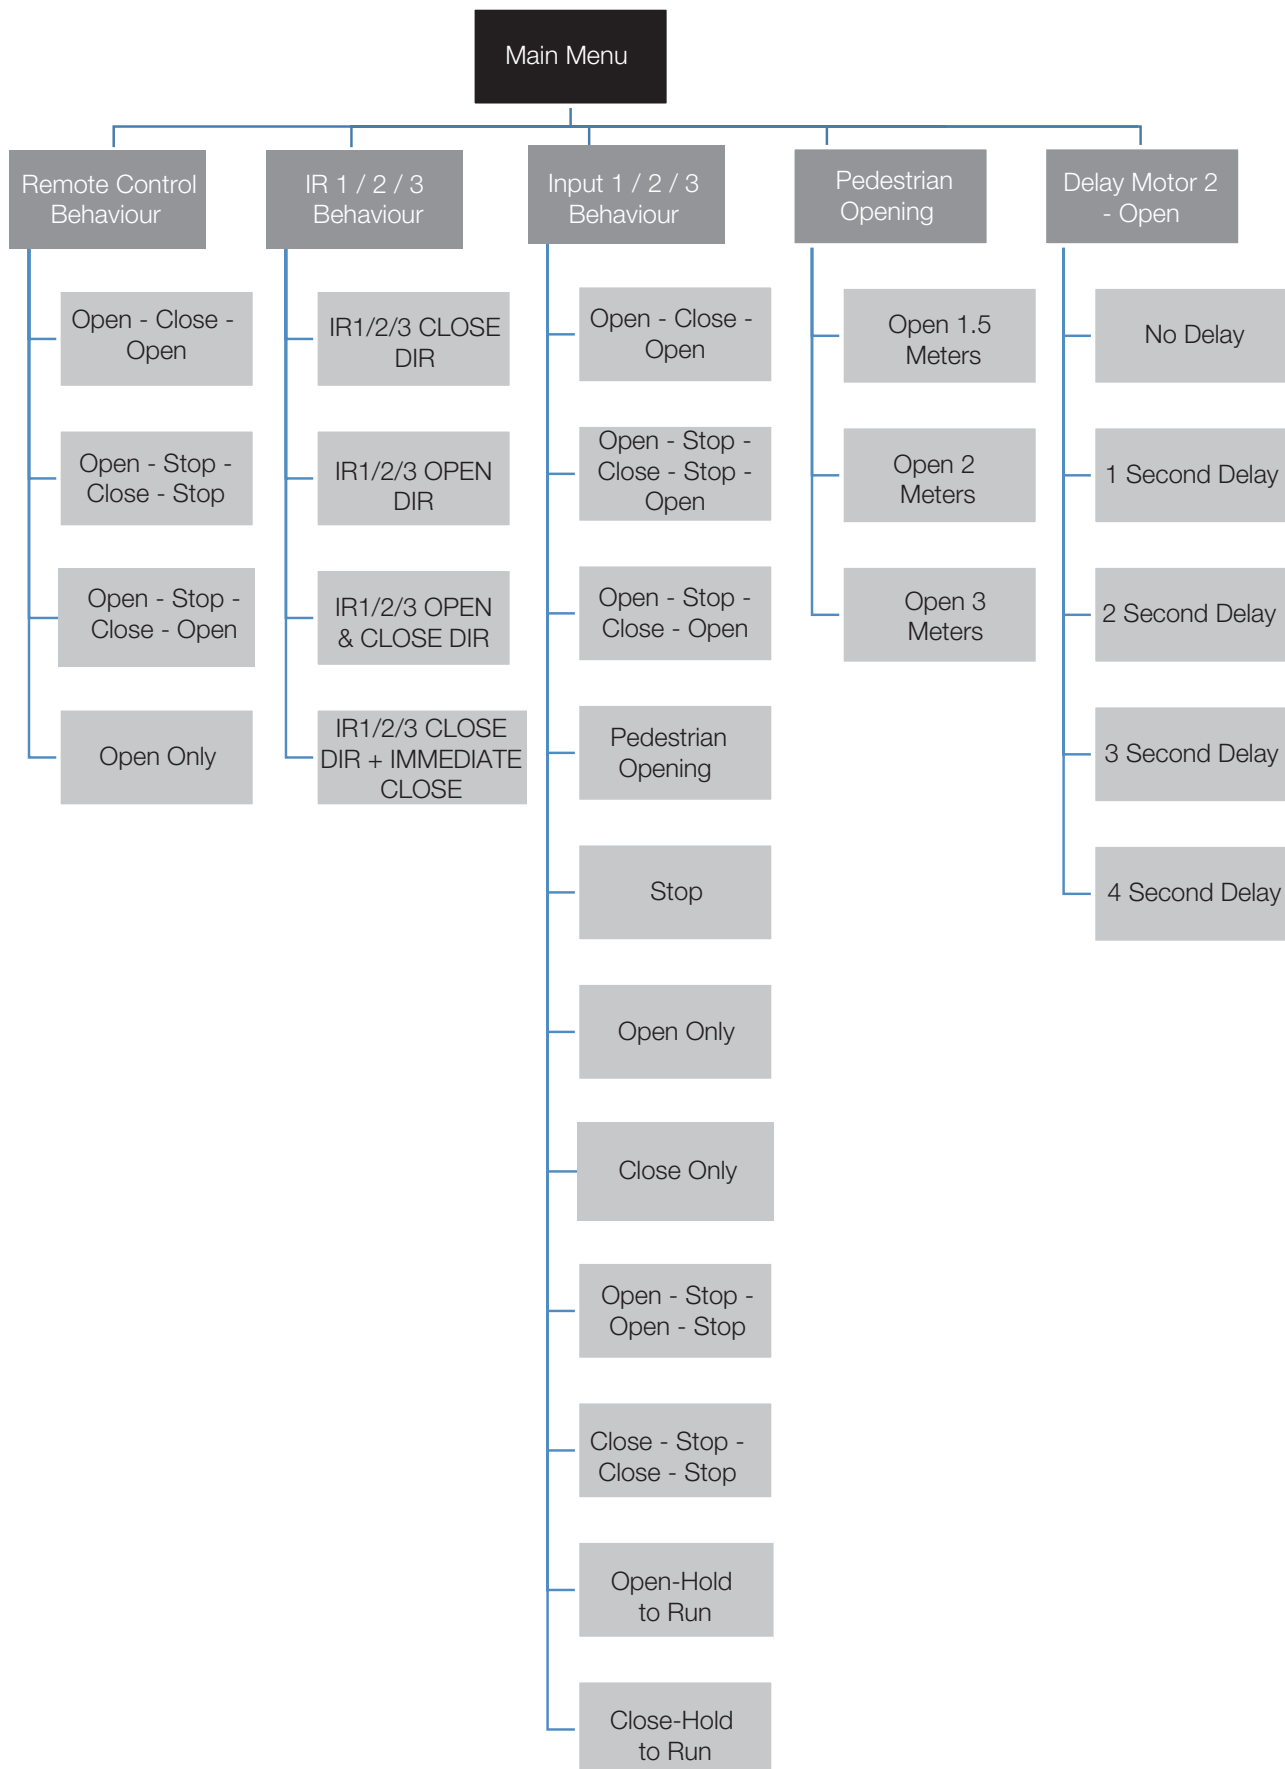 Main Menu
Remote Control
Behaviour
Open - Close -
Open
Open - Stop -
Close - Stop
Open - Stop -
Close - Open
Open Only
IR 1 / 2 / 3
Behaviour
IR1/2/3 CLOSE
DIR
IR1/2/3 OPEN
DIR
IR1/2/3 OPEN
& CLOSE DIR
IR1/2/3 CLOSE
DIR + IMMEDIATE
CLOSE
Input 1 / 2 / 3
Behaviour
Open - Close -
Open
Open - Stop -
Close - Stop -
Open
Open - Stop -
Close - Open
Pedestrian
Opening
Stop
Open Only
Close Only
Open - Stop -
Open - Stop
Close - Stop -
Close - Stop
Open-Hold
to Run
Close-Hold
to Run
Pedestrian
Opening
Open 1.5
Meters
Open 2
Meters
Open 3
Meters
Delay Motor 2
- Open
No Delay
1 Second Delay
2 Second Delay
3 Second Delay
4 Second Delay